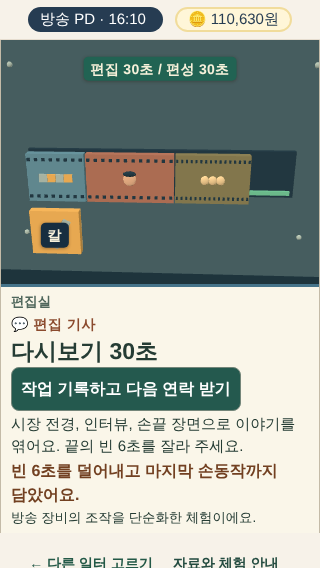 방송 PD · 16:10
110,630원
편집 30초 / 편성 30초
칼
편집실
편집 기사
다시보기 30초
작업 기록하고 다음 연락 받기
시장 전경, 인터뷰, 손끝 장면으로 이야기를
엮어요. 끝의 빈 6초를 잘라 주세요.
빈 6초를 덜어내고 마지막 손동작까지
담았어요.
방송 장비의 조작을 단순화한 체험이에요.
← 다른 일터 고르기 자료와 체험 안내